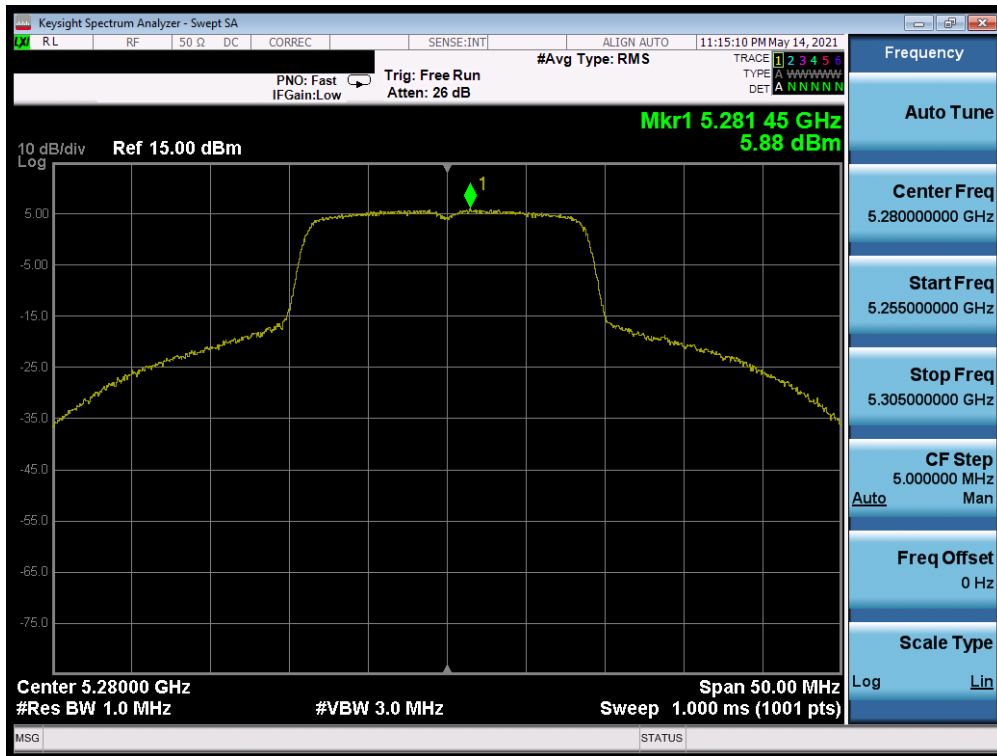 Keysight Spectrum Analyzer - Swept SA
LXI RL RF 50 Ω DC CORREC SENSE:INT ALIGN AUTO 11:15:10 PM May 14, 2021
Frequency
#Avg Type: RMS TRACE 1 2 3 4 5 6
PNO: Fast Trig: Free Run TYPE A WWWWW
IFGain:Low Atten: 26 dB DET A N N N N N
Auto Tune
Mkr1 5.281 45 GHz
5.88 dBm
10 dB/div Ref 15.00 dBm
Log
1
5.00
-5.00
-15.0
-25.0
-35.0
-45.0
-55.0
-65.0
-75.0
Center Freq
5.280000000 GHz
Start Freq
5.255000000 GHz
Stop Freq
5.305000000 GHz
CF Step
5.000000 MHz
Auto Man
Freq Offset
0 Hz
Scale Type
Log Lin
Center 5.28000 GHz Span 50.00 MHz
#Res BW 1.0 MHz #VBW 3.0 MHz Sweep 1.000 ms (1001 pts)
MSG STATUS